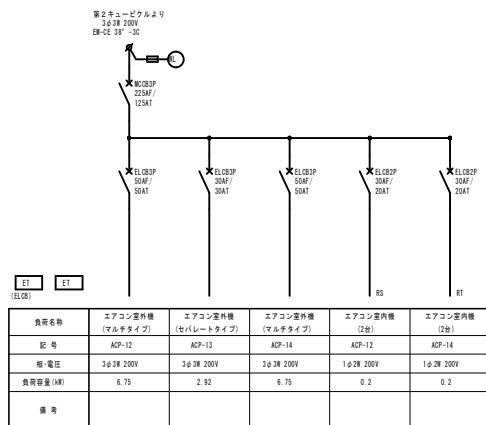 第2キュービクルより
3φ3W 200V
EM-CE 38° -3C
WL
MCCB3P
225AF/
125AT
ELCB3P
50AF/
50AT
ELCB3P
30AF/
30AT
ELCB3P
50AF/
50AT
ELCB2P
30AF/
20AT
ELCB2P
30AF/
20AT
ET ET
(ELCB)
RS RT
負荷名称 エアコン室外機 (マルチタイプ) エアコン室外機 (セパレートタイプ) エアコン室外機 (マルチタイプ) エアコン室内機 (2台) エアコン室内機 (2台)
記 号 ACP-12 ACP-13 ACP-14 ACP-12 ACP-14
相・電圧 3φ3W 200V 3φ3W 200V 3φ3W 200V 1φ2W 200V 1φ2W 200V
負荷容量(kW) 6.75 2.92 6.75 0.2 0.2
備 考